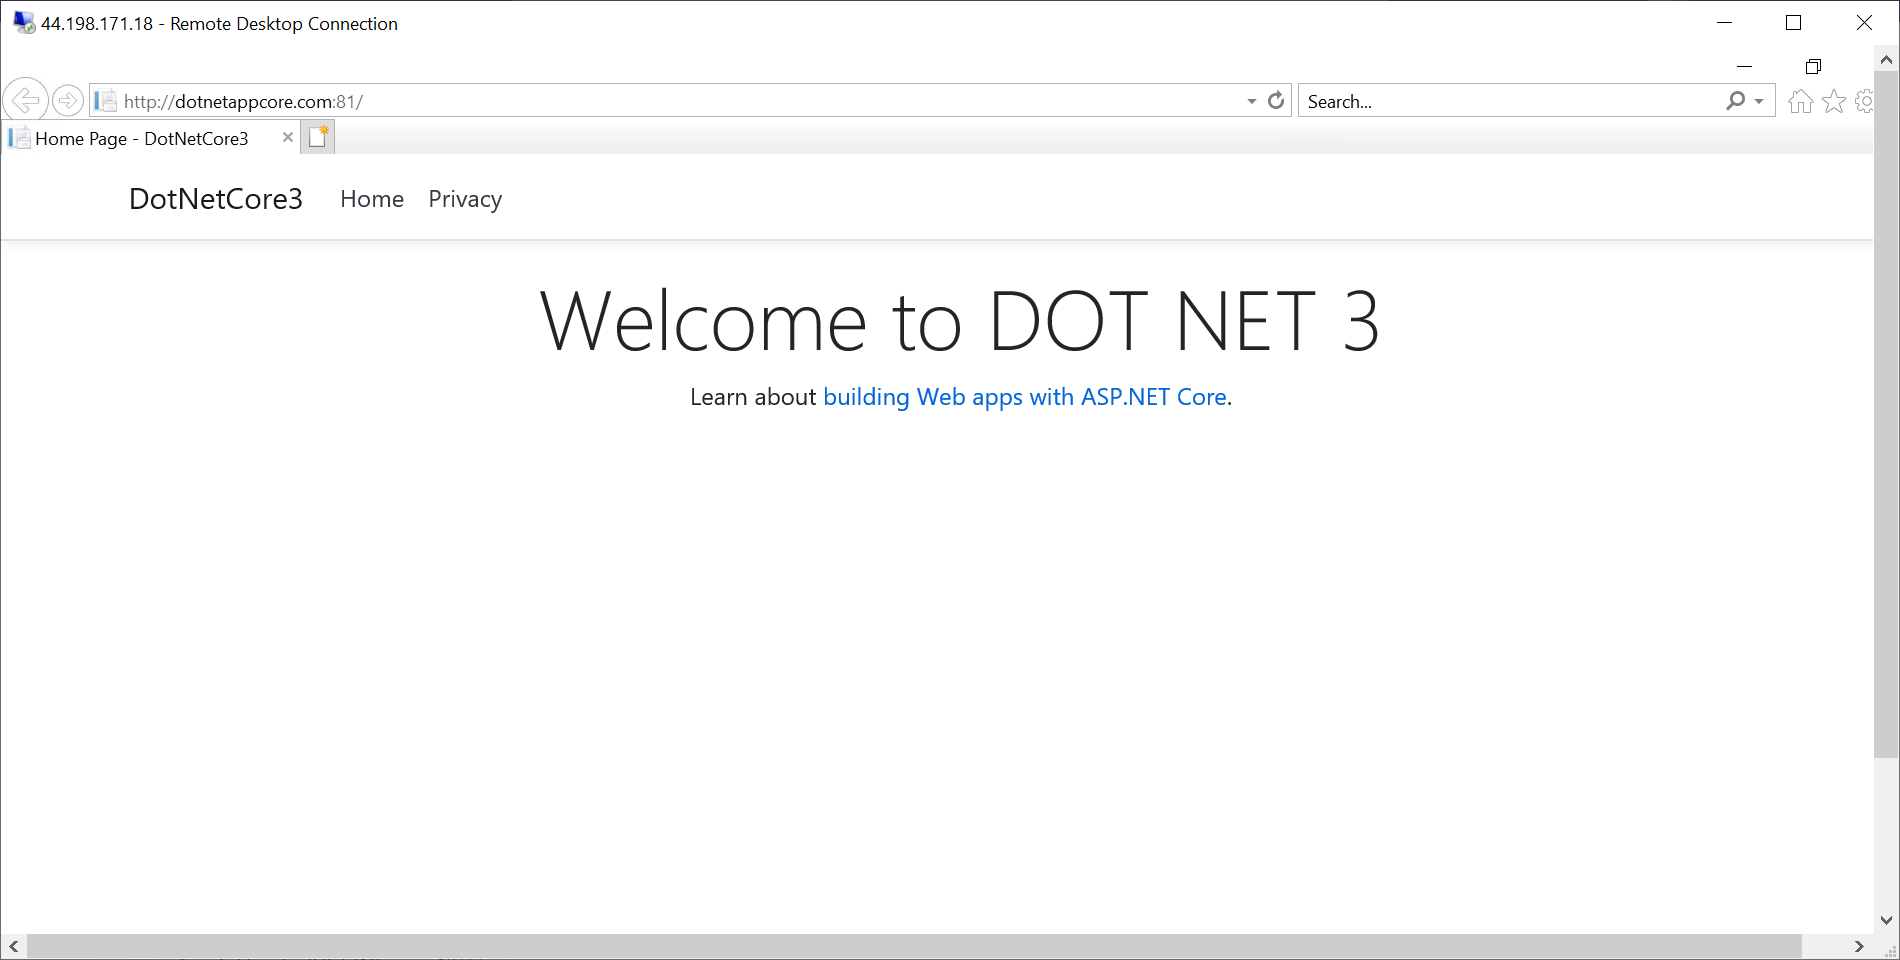 44.198.171.18 - Remote Desktop Connection
http://dotnetappcore.com:81/
Search...
Home Page - DotNetCore3
DotNetCore3 Home Privacy
Welcome to DOT NET 3
Learn about building Web apps with ASP.NET Core.